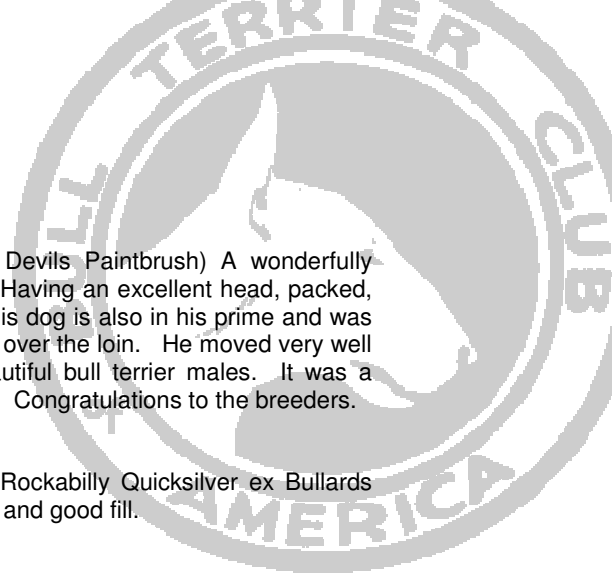 BULL TERRIER CLUB
AMERICA
Devils Paintbrush) A wonderfully
Having an excellent head, packed,
is dog is also in his prime and was
over the loin. He moved very well
autiful bull terrier males. It was a
Congratulations to the breeders.
Rockabilly Quicksilver ex Bullards
and good fill.